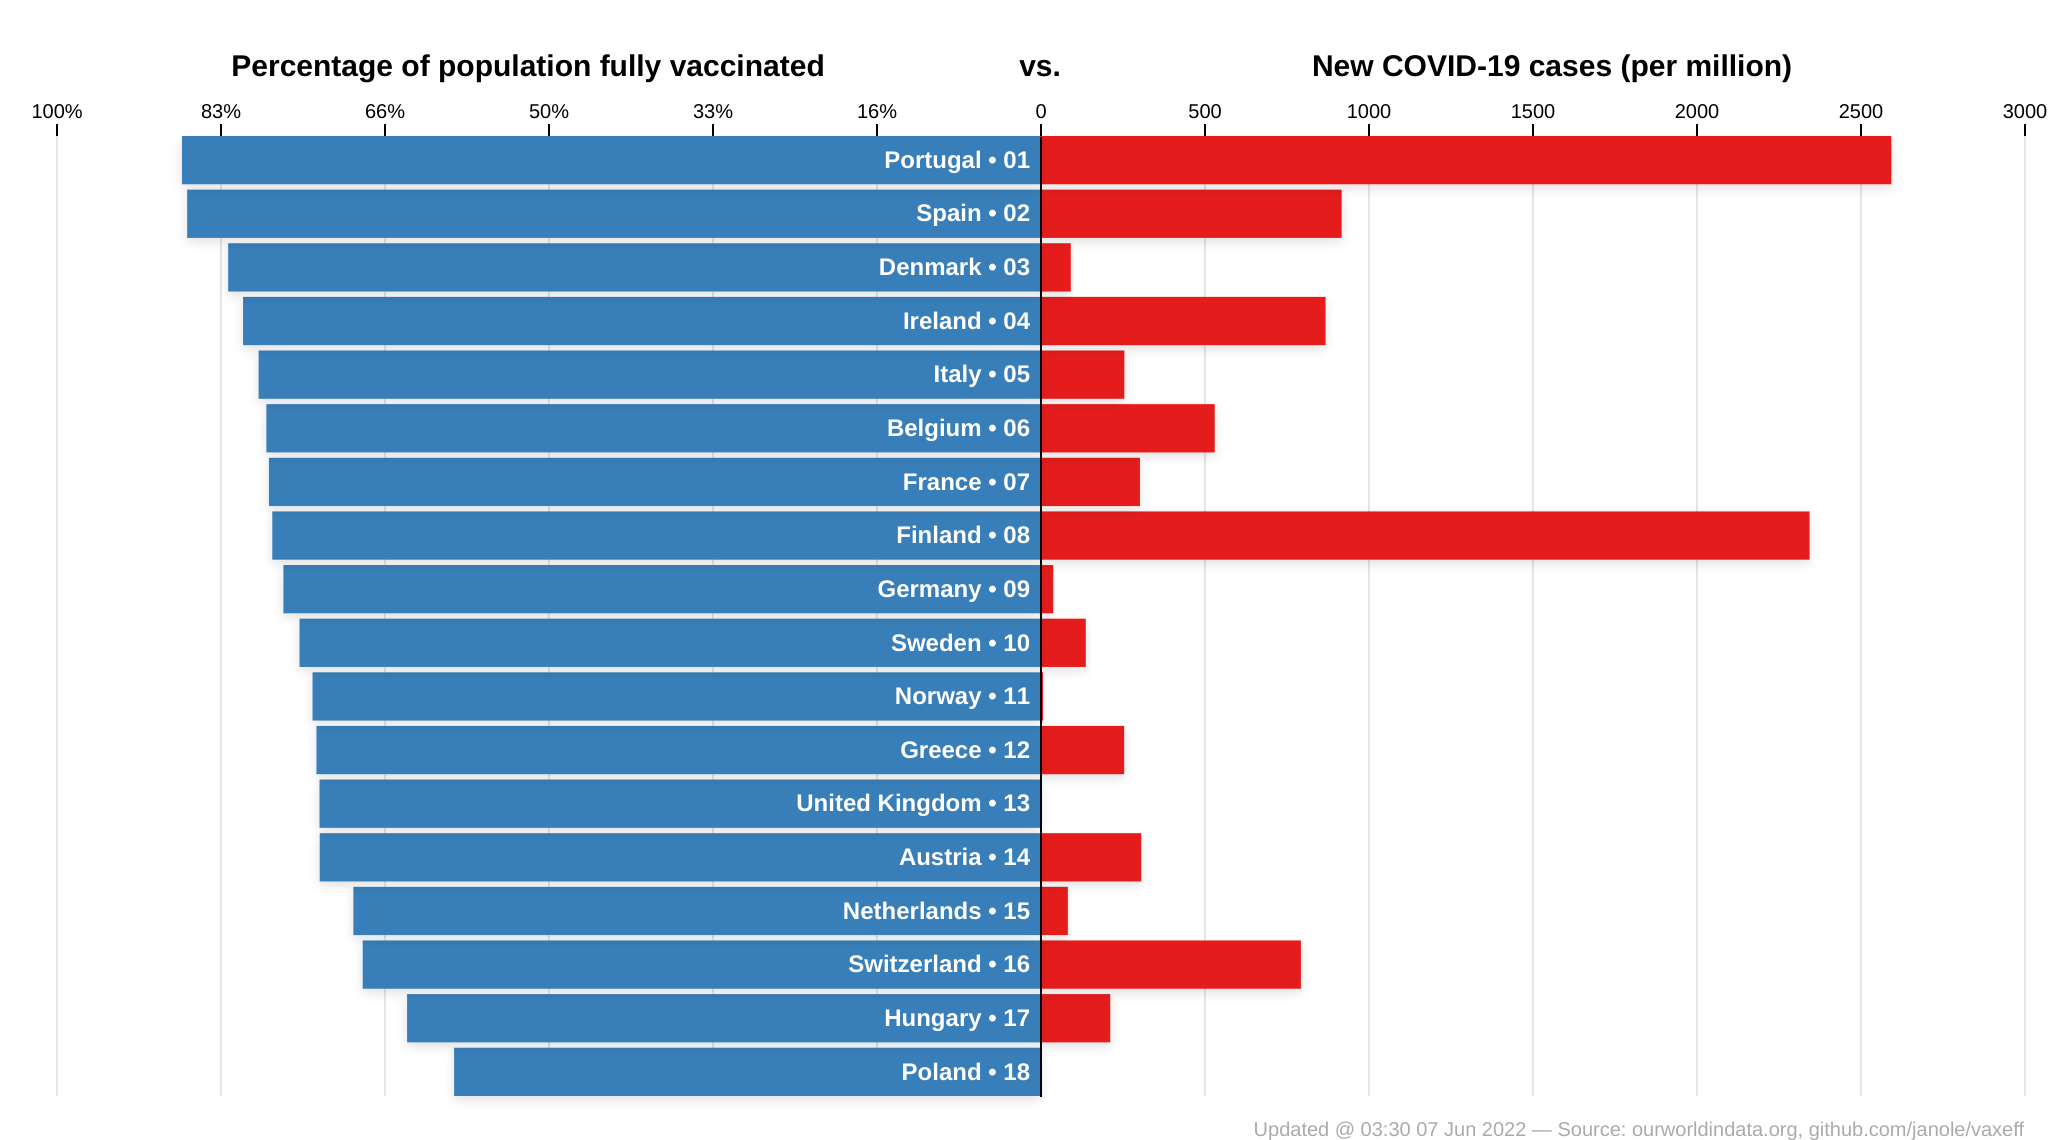 Percentage of population fully vaccinated vs. New COVID-19 cases (per million)
100% 83% 66% 50% 33% 16% 0 500 1000 1500 2000 2500 3000
Portugal • 01
Spain • 02
Denmark • 03
Ireland • 04
Italy • 05
Belgium • 06
France • 07
Finland • 08
Germany • 09
Sweden • 10
Norway • 11
Greece • 12
United Kingdom • 13
Austria • 14
Netherlands • 15
Switzerland • 16
Hungary • 17
Poland • 18
Updated @ 03:30 07 Jun 2022 — Source: ourworldindata.org, github.com/janole/vaxeff